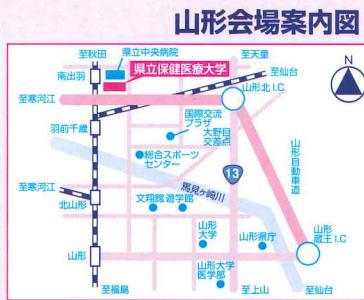 山形会場案内図
至秋田
県立中央病院
至天童
N
南出羽
県立保健医療大学
至仙台
至寒河江
山形北I.C
国際交流
プラザ
大野目
交差点
羽前千歳
総合スポーツ
センター
13
山形自動車道
馬見ヶ崎川
至寒河江
北山形
文翔館
遊学館
山形
大学
山形県庁
山形
蔵王I.C
山形
山形大学
医学部
至福島
至上山
至仙台